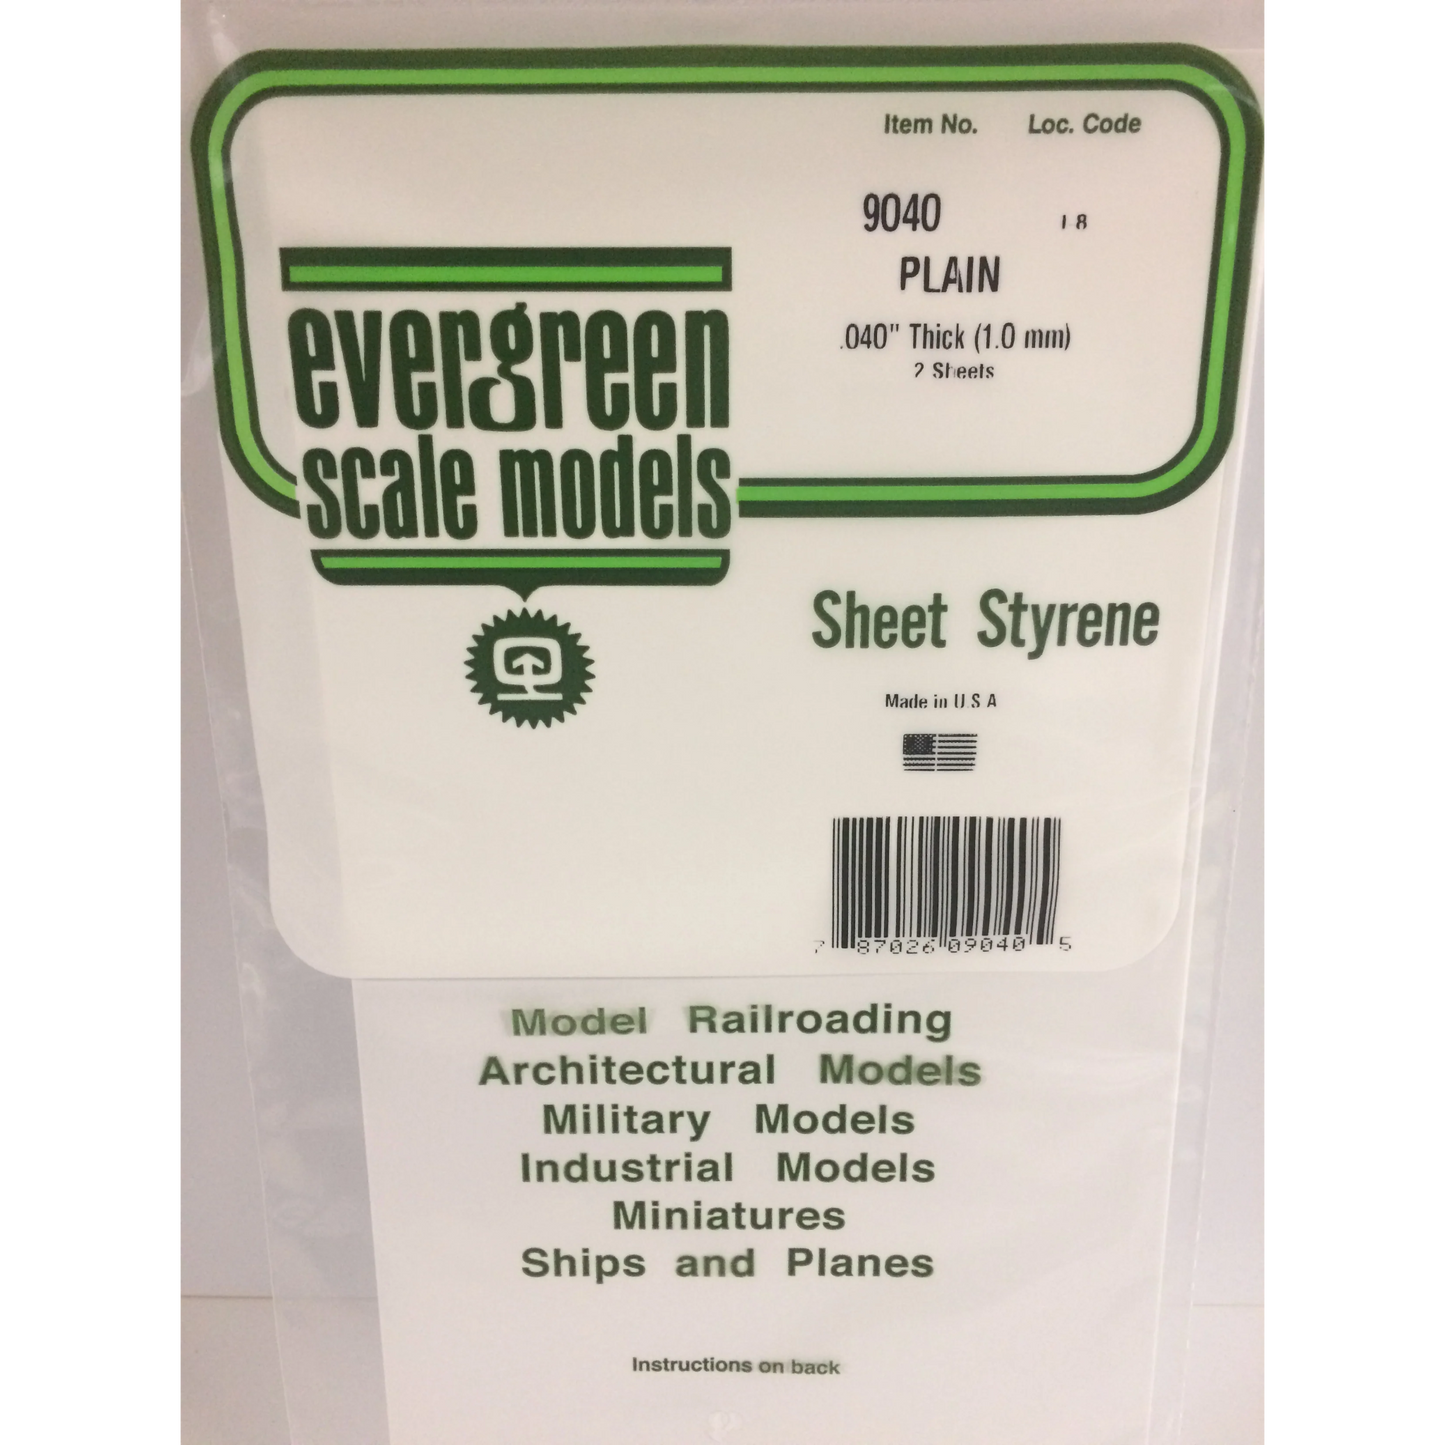 Item No. Loc. Code
9040 L8
PLAIN
.040" Thick (1.0 mm)
2 Sheets
evergreen
scale models
Sheet Styrene
Made in U.S.A
7 87026 09040 5
Model Railroading
Architectural Models
Military Models
Industrial Models
Miniatures
Ships and Planes
Instructions on back